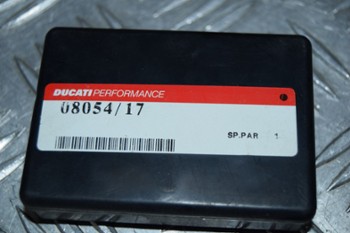 DUCATI PERFORMANCE
08054/17
SP.PAR 1